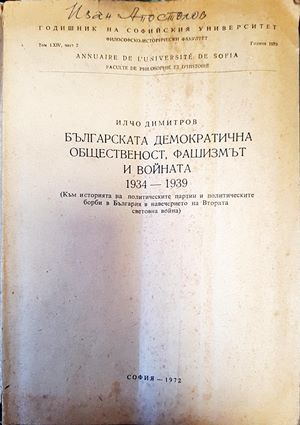 Иван Апостолов
ГОДИШНИК НА СОФИЙСКИЯ УНИВЕРСИТЕТ
ФИЛОСОФСКО-ИСТОРИЧЕСКИ ФАКУЛТЕТ
Том LXIV, част 2 Година
ANNUAIRE DE L'UNIVERSITÉ DE SOFIA
FACULTÉ DE PHILOSOPHIE ET D'HISTOIRE
ИЛЧО ДИМИТРОВ
БЪЛГАРСКАТА ДЕМОКРАТИЧНА
ОБЩЕСТВЕНОСТ, ФАШИЗМЪТ
И ВОЙНАТА
1934 — 1939
(Към историята на политическите партии и политическите
борби в България в навечерието на Втората
световна война)
СОФИЯ — 1972